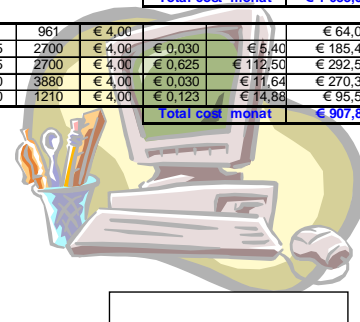 Total cost monat
961 € 4,00 € 64,0
2700 € 4,00 € 0,030 € 5,40 € 185,4
2700 € 4,00 € 0,625 € 112,50 € 292,5
3880 € 4,00 € 0,030 € 11,64 € 270,3
1210 € 4,00 € 0,123 € 14,88 € 95,5
Total cost monat € 907,8